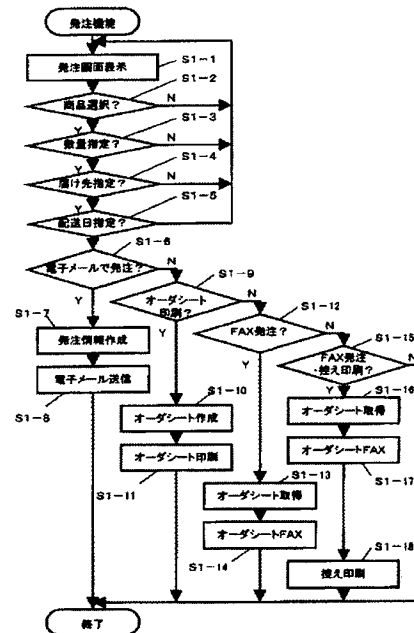 発注機能
S1-1
発注画面表示
S1-2
商品選択?
N
S1-3
Y
数量指定?
N
S1-4
Y
届け先指定?
N
S1-5
Y
配送日指定?
S1-6
電子メールで発注?
N
S1-9
Y
オーダシート
印刷?
N
S1-12
S1-7
発注情報作成
Y
FAX発注?
N
S1-15
電子メール送信
S1-8
Y
FAX発注
・控え印刷?
N
S1-10
Y
S1-16
オーダシート作成
オーダシート取得
オーダシート印刷
オーダシートFAX
S1-11
S1-13
S1-17
オーダシート取得
オーダシートFAX
S1-14
S1-18
控え印刷
終了